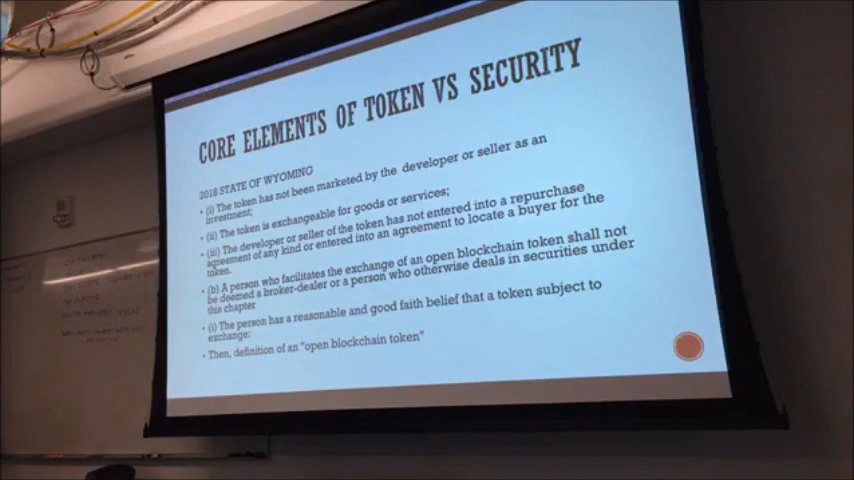 CORE ELEMENTS OF TOKEN VS SECURITY
2018 STATE OF WYOMING
• (i) The token has not been marketed by the developer or seller as an
investment;
• (ii) The token is exchangeable for goods or services;
• (iii) The developer or seller of the token has not entered into a repurchase
agreement of any kind or entered into an agreement to locate a buyer for the
token.
• (b) A person who facilitates the exchange of an open blockchain token shall not
be deemed a broker-dealer or a person who otherwise deals in securities under
this chapter
• (i) The person has a reasonable and good faith belief that a token subject to
exchange:
• Then, definition of an "open blockchain token"